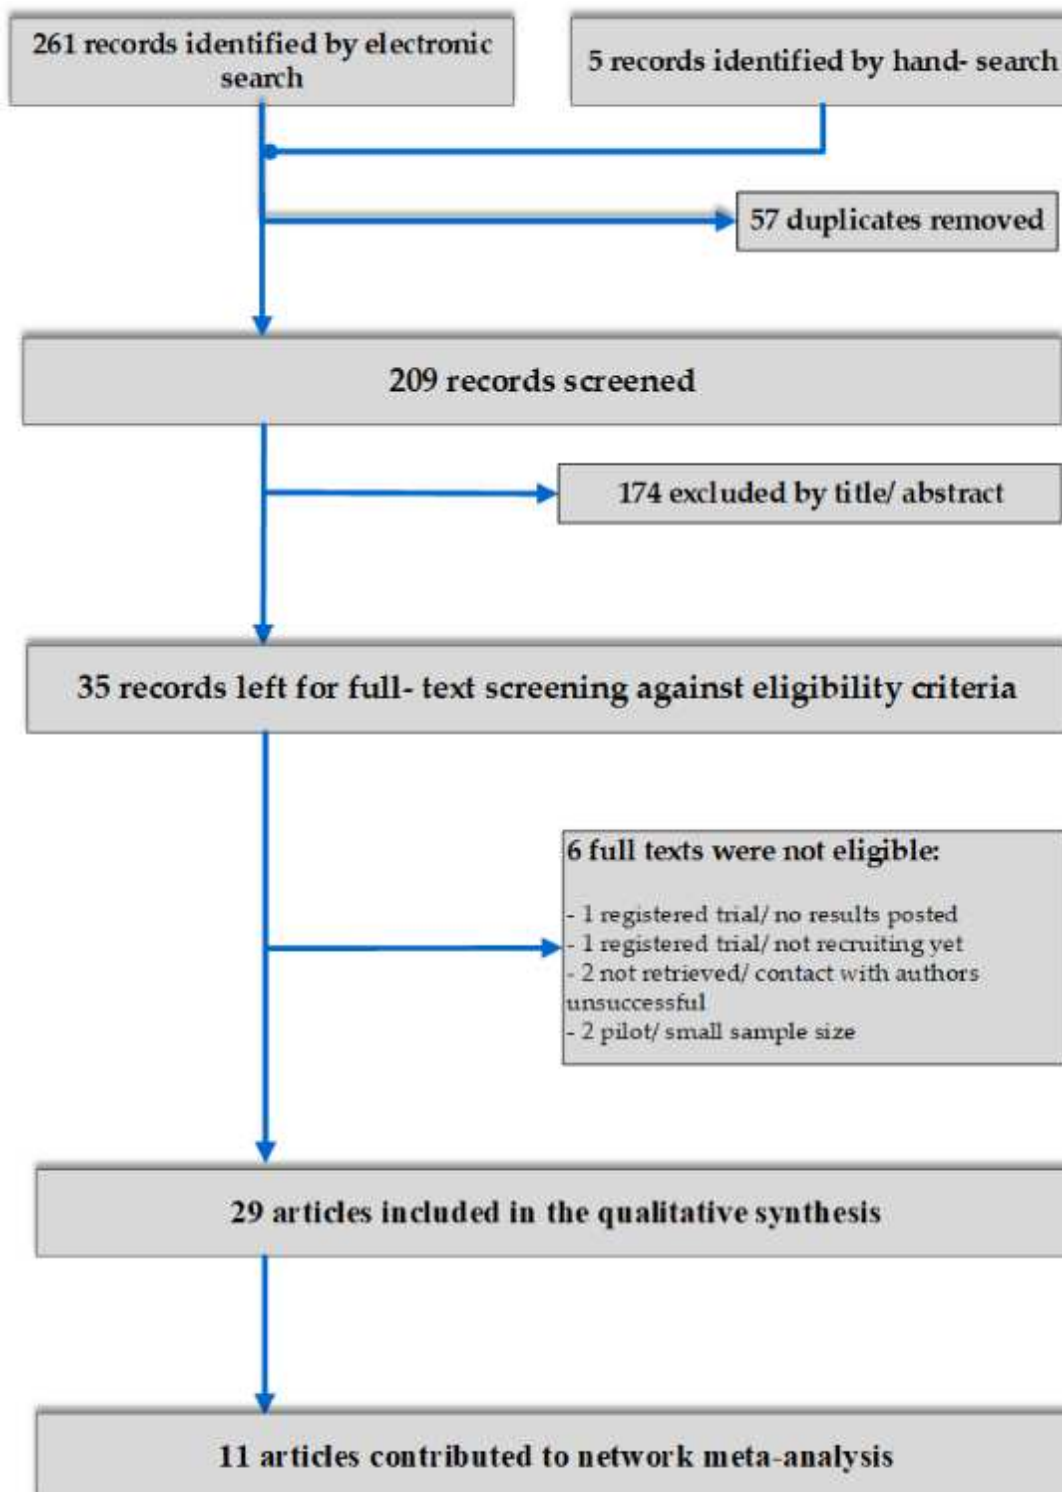 261 records identified by electronic
search
5 records identified by hand- search
57 duplicates removed
209 records screened
174 excluded by title/ abstract
35 records left for full- text screening against eligibility criteria
6 full texts were not eligible:
- 1 registered trial/ no results posted
- 1 registered trial/ not recruiting yet
- 2 not retrieved/ contact with authors
unsuccessful
- 2 pilot/ small sample size
29 articles included in the qualitative synthesis
11 articles contributed to network meta-analysis